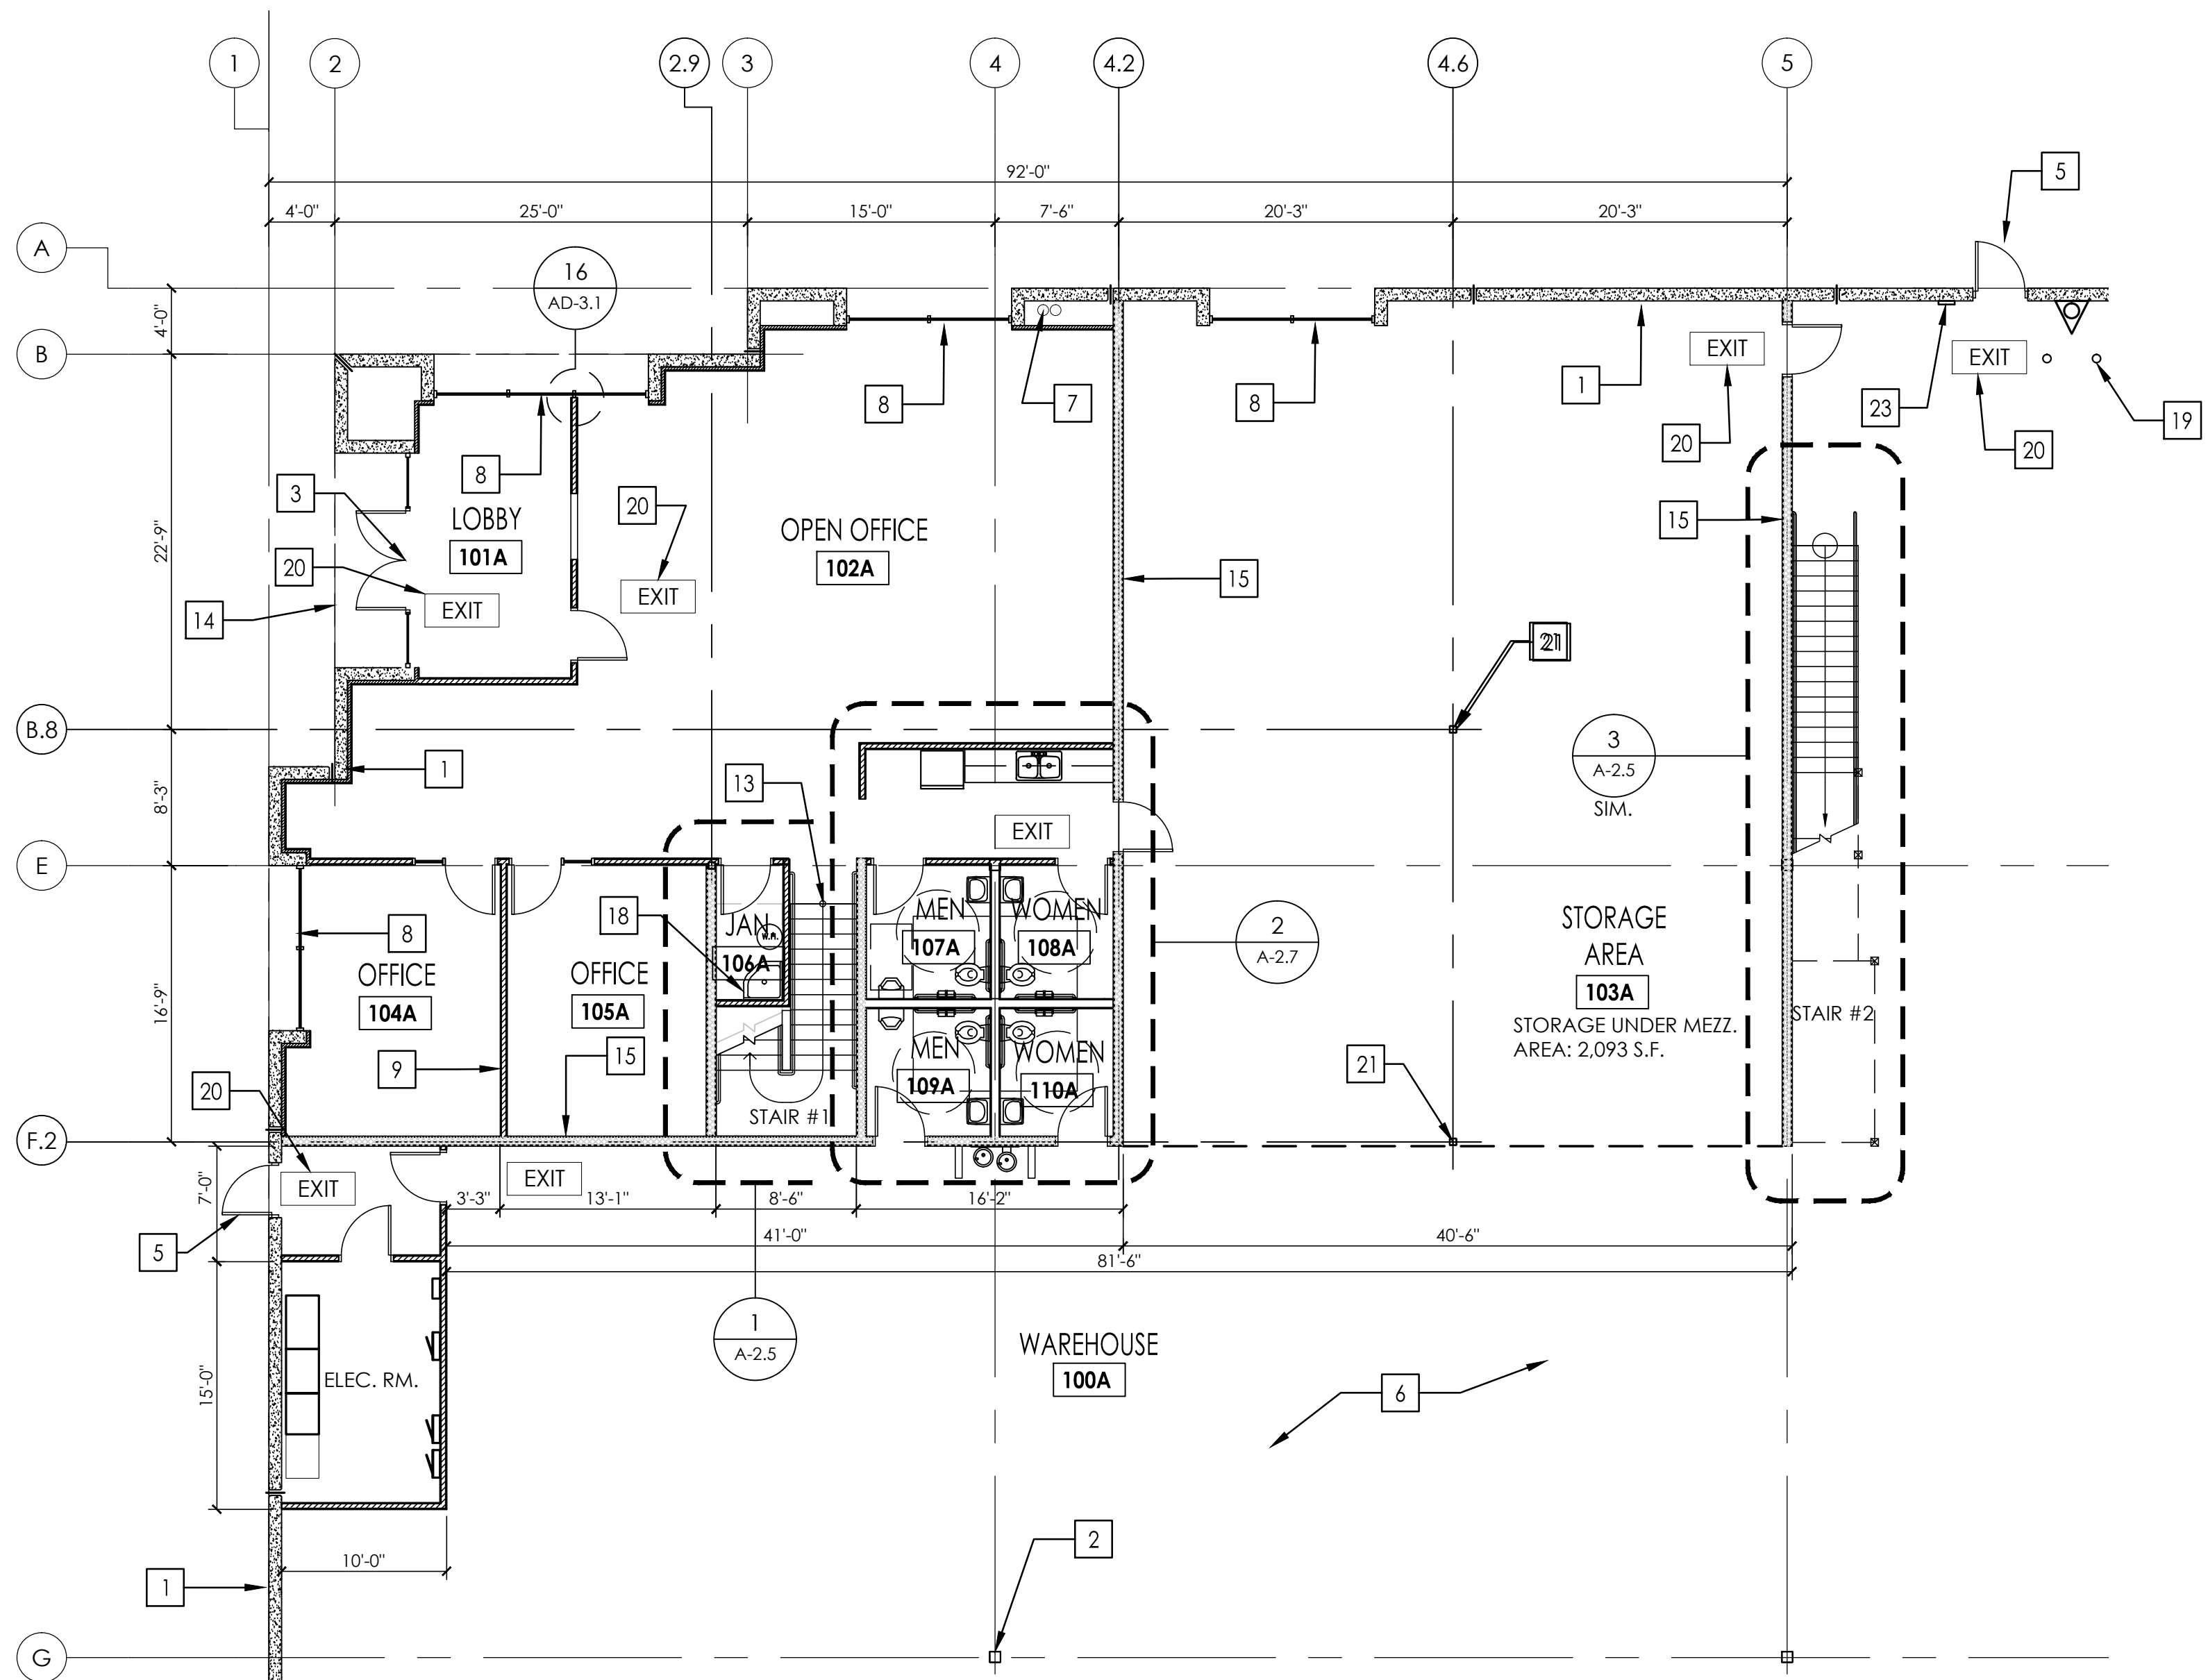 1
2
2.9
3
4
4.2
4.6
5
92'-0"
4'-0"
25'-0"
15'-0"
7'-6"
20'-3"
20'-3"
5
A
16
AD-3.1
4'-0"
B
EXIT
EXIT
8
8
7
8
1
23
19
20
20
8
3
20
LOBBY
101A
OPEN OFFICE
102A
15
22'-9"
20
EXIT
EXIT
15
14
21
B.8
3
A-2.5
SIM.
1
13
8'-3"
EXIT
E
18
JAN
W.H.
106A
MEN
107A
WOMEN
108A
2
A-2.7
STORAGE
AREA
103A
STORAGE UNDER MEZZ.
AREA: 2,093 S.F.
8
OFFICE
104A
OFFICE
105A
16'-9"
STAIR #2
9
15
MEN
109A
WOMEN
110A
21
20
STAIR #1
F.2
EXIT
EXIT
7'-0"
3'-3"
13'-1"
8'-6"
16'-2"
5
41'-0"
40'-6"
81'-6"
1
A-2.5
WAREHOUSE
100A
15'-0"
ELEC. RM.
6
2
10'-0"
1
G